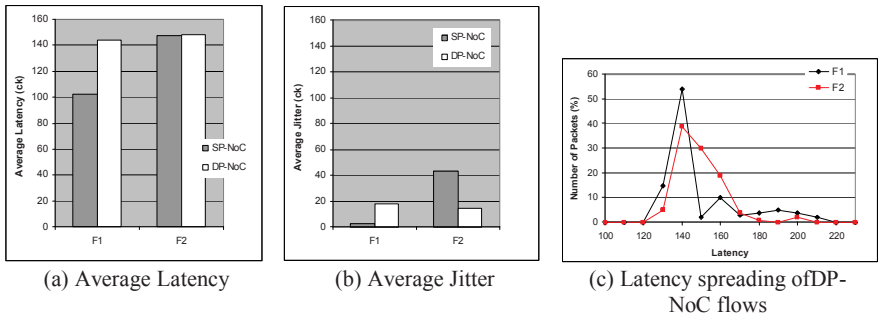 160
140
120
100
80
60
40
20
0
Average Latency (ck)
F1
F2
SP-NoC
DP-NoC
(a) Average Latency
160
140
120
100
80
60
40
20
0
Average Jitter (ck)
F1
F2
SP-NoC
DP-NoC
(b) Average Jitter
60
50
40
30
20
10
0
Number of Packets (%)
100
120
140
160
180
200
220
Latency
F1
F2
(c) Latency spreading ofDP-
NoC flows